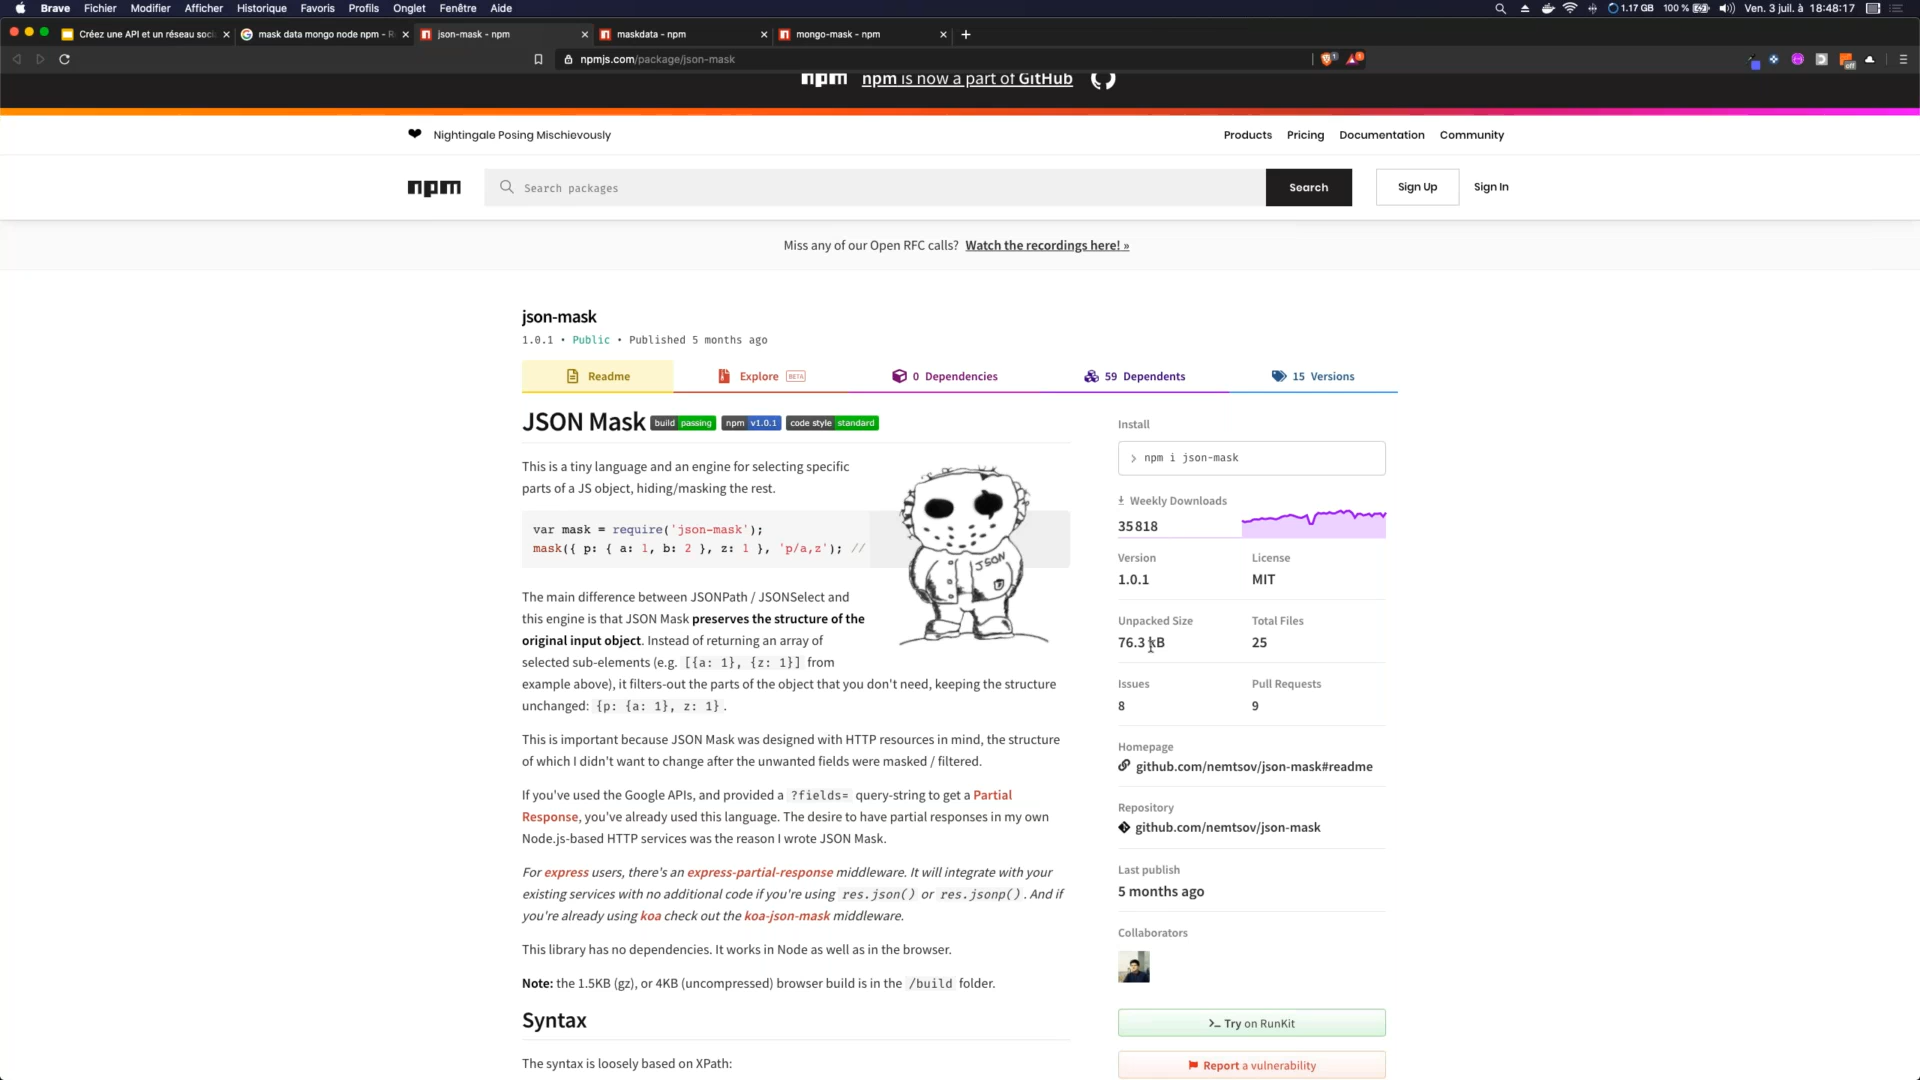 Brave Fichier Modifier Afficher Historique Favoris Profils Onglet Fenêtre Aide 1.17 GB 100 % Ven. 3 juil. à 18:48:17
Créez une API et un réseau soci mask data mongo node npm - R json-mask - npm maskdata - npm mongo-mask - npm
npmjs.com/package/json-mask
npm npm is now a part of GitHub
Nightingale Posing Mischievously Products Pricing Documentation Community
npm Search packages Search Sign Up Sign In
Miss any of our Open RFC calls? Watch the recordings here! »
json-mask
1.0.1 • Public • Published 5 months ago
Readme Explore BETA 0 Dependencies 59 Dependents 15 Versions
JSON Mask build passing npm v1.0.1 code style standard
This is a tiny language and an engine for selecting specific
parts of a JS object, hiding/masking the rest.
var mask = require('json-mask');
mask({ p: { a: 1, b: 2 }, z: 1 }, 'p/a,z'); //
JSON
The main difference between JSONPath / JSONSelect and
this engine is that JSON Mask preserves the structure of the
original input object. Instead of returning an array of
selected sub-elements (e.g. [{a: 1}, {z: 1}] from
example above), it filters-out the parts of the object that you don't need, keeping the structure
unchanged: {p: {a: 1}, z: 1}.
This is important because JSON Mask was designed with HTTP resources in mind, the structure
of which I didn't want to change after the unwanted fields were masked / filtered.
If you've used the Google APIs, and provided a ?fields= query-string to get a Partial
Response, you've already used this language. The desire to have partial responses in my own
Node.js-based HTTP services was the reason I wrote JSON Mask.
For express users, there's an express-partial-response middleware. It will integrate with your
existing services with no additional code if you're using res.json() or res.jsonp(). And if
you're already using koa check out the koa-json-mask middleware.
This library has no dependencies. It works in Node as well as in the browser.
Note: the 1.5KB (gz), or 4KB (uncompressed) browser build is in the /build folder.
Syntax
The syntax is loosely based on XPath:
Install
> npm i json-mask
Weekly Downloads
35 818
Version License
1.0.1 MIT
Unpacked Size Total Files
76.3 kB 25
Issues Pull Requests
8 9
Homepage
github.com/nemtsov/json-mask#readme
Repository
github.com/nemtsov/json-mask
Last publish
5 months ago
Collaborators
>_ Try on RunKit
Report a vulnerability